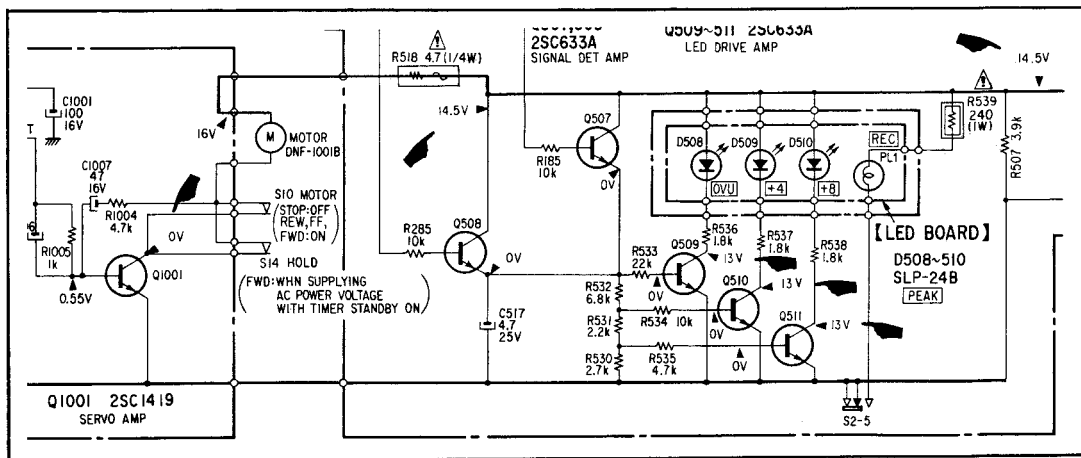 2SC633A
SIGNAL DET AMP
Q509~511 2SC633A
LED DRIVE AMP
14.5V
R518 4.7(1/4W)
C1001
100
16V
T
16V
MOTOR
DNF-1001B
M
14.5V
Q507
R185
10k
0V
D508
D509
D510
REC
PL1
R539
240
(1W)
R507 3.9k
C1007
47
16V
R1004
4.7k
S10 MOTOR
(STOP:OFF
REW,FF,
FWD:ON)
0VU
+4
+8
R1005
1k
0V
Q1001
0.55V
S14 HOLD
(FWD:WHN SUPPLYING
AC POWER VOLTAGE
WITH TIMER STANDBY ON)
R285
10k
Q508
0V
C517
4.7
25V
R533
22k
0V
R532
6.8k
R531
2.2k
R530
2.7k
R534 10k
R535
4.7k
R536
1.8k
Q509
13V
R537
1.8k
Q510
13V
0V
R538
1.8k
Q511
13V
0V
【LED BOARD】
D508~510
SLP-24B
PEAK
S2-5
Q1001 2SC1419
SERVO AMP